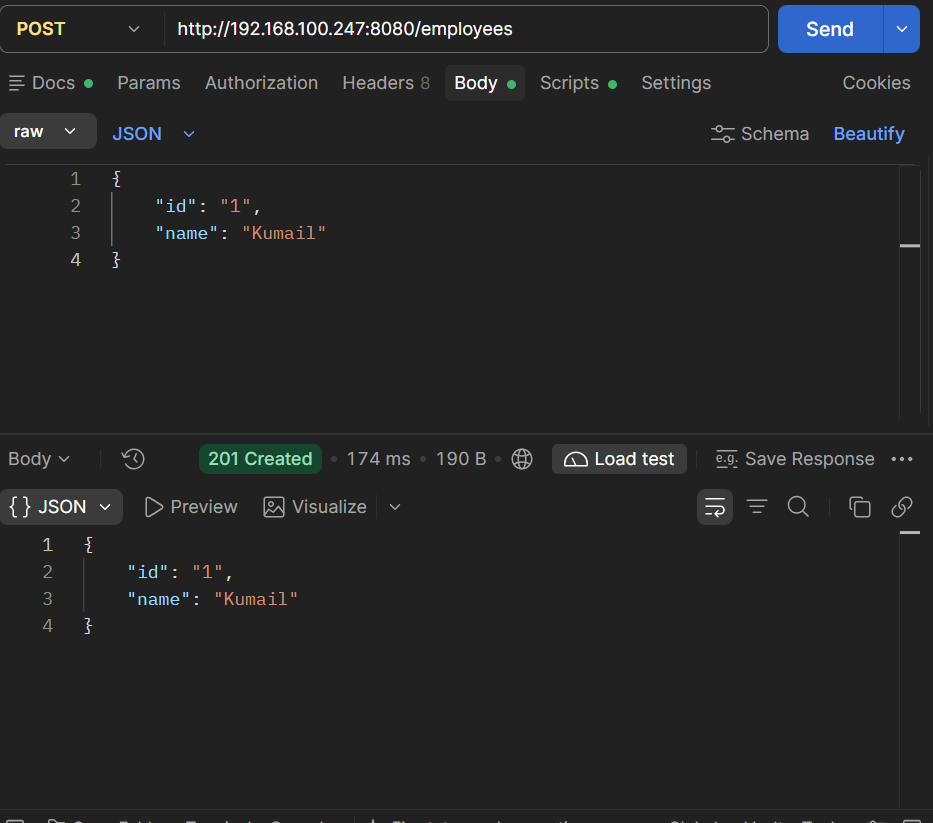 POST http://192.168.100.247:8080/employees Send
Docs Params Authorization Headers 8 Body Scripts Settings Cookies
raw JSON Schema Beautify
1 {
2 "id": "1",
3 "name": "Kumail"
4 }
Body 201 Created • 174 ms • 190 B • Load test e.g. Save Response
{} JSON Preview Visualize
1 {
2 "id": "1",
3 "name": "Kumail"
4 }